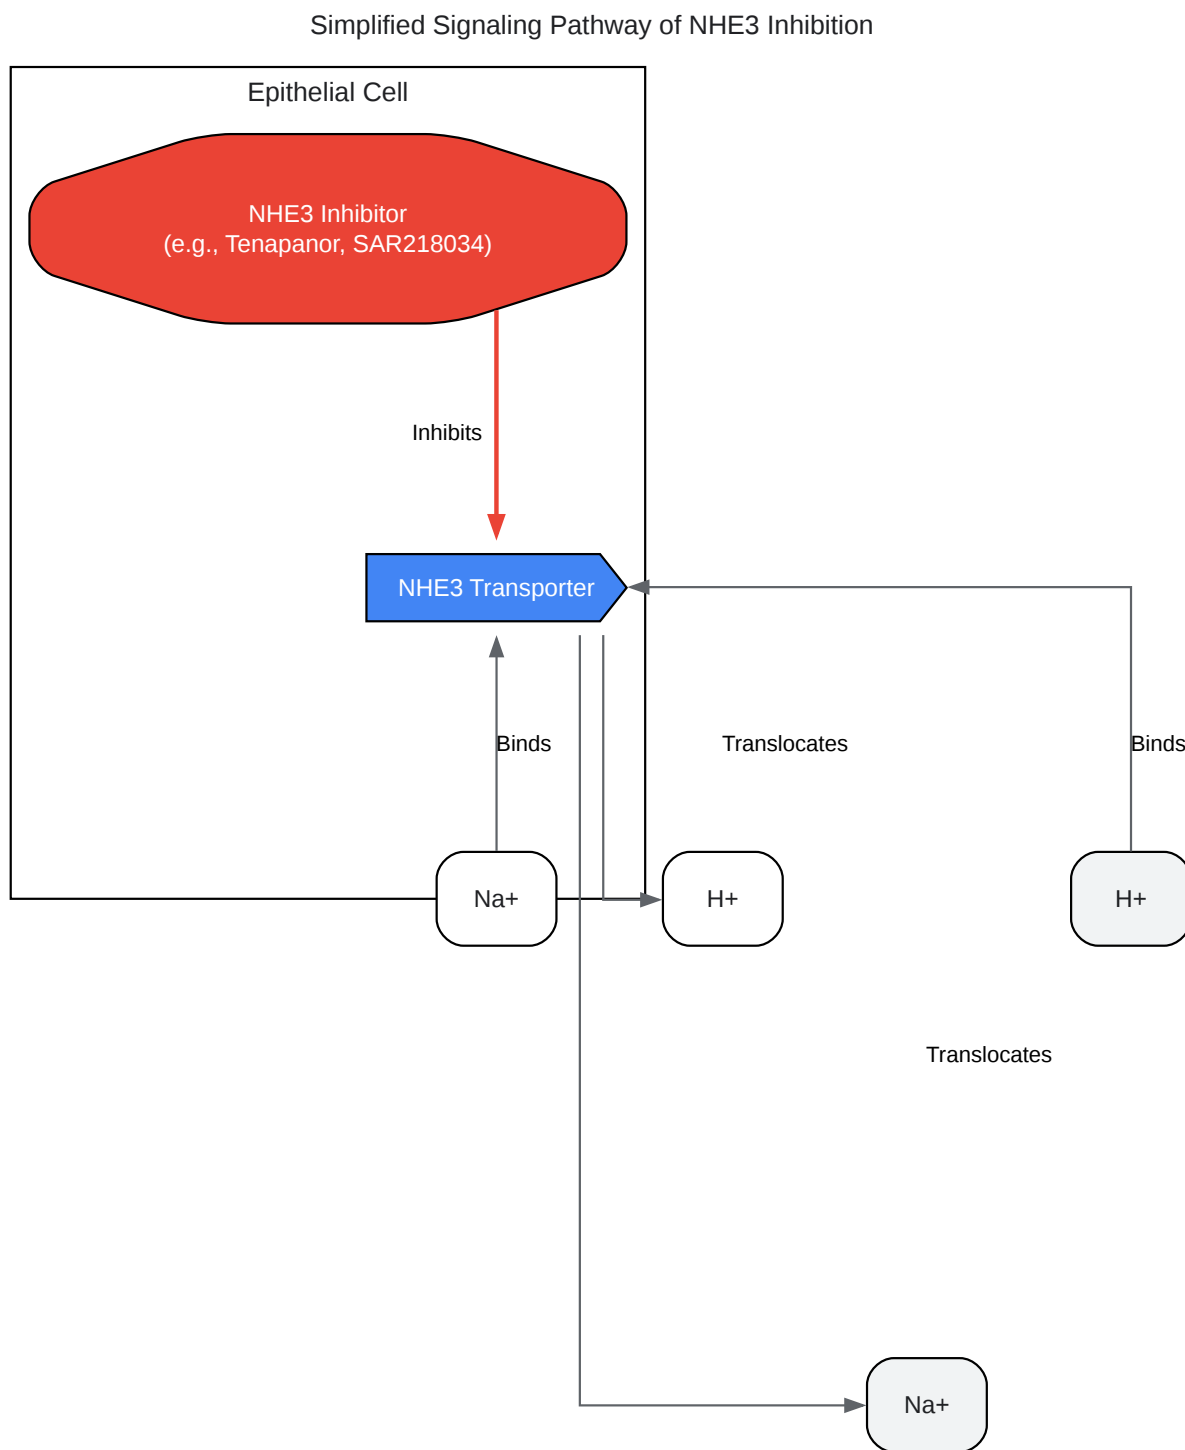 Simplified Signaling Pathway of NHE3 Inhibition
Epithelial Cell
NHE3 Inhibitor
(e.g., Tenapanor, SAR218034)
Inhibits
NHE3 Transporter
Binds
Translocates
Binds
Na+
H+
H+
Translocates
Na+